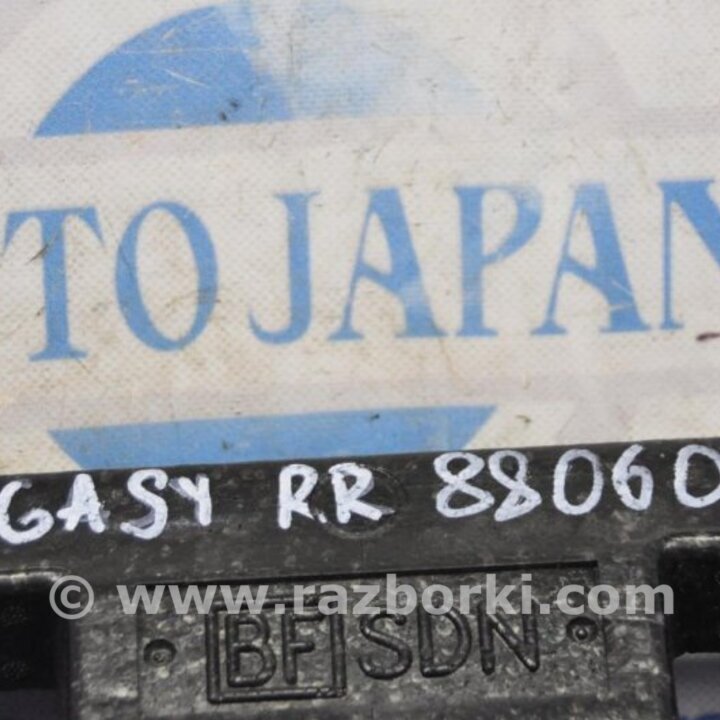 TO JAPAN
GASY R.R 88060
© www.razborki.com
BF SDN